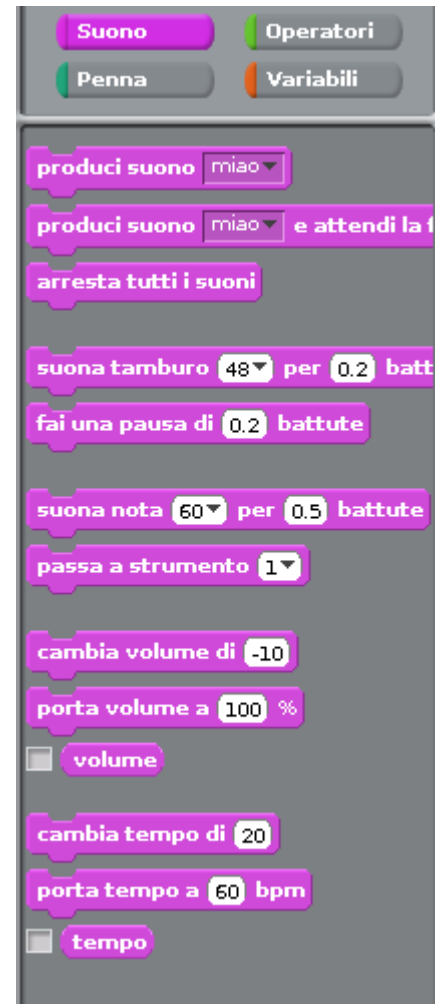 Suono Operatori
Penna Variabili
produci suono miao
produci suono miao e attendi la
arresta tutti i suoni
suona tamburo 48 per 0.2 batt
fai una pausa di 0.2 battute
suona nota 60 per 0.5 battute
passa a strumento 1
cambia volume di -10
porta volume a 100 %
volume
cambia tempo di 20
porta tempo a 60 bpm
tempo